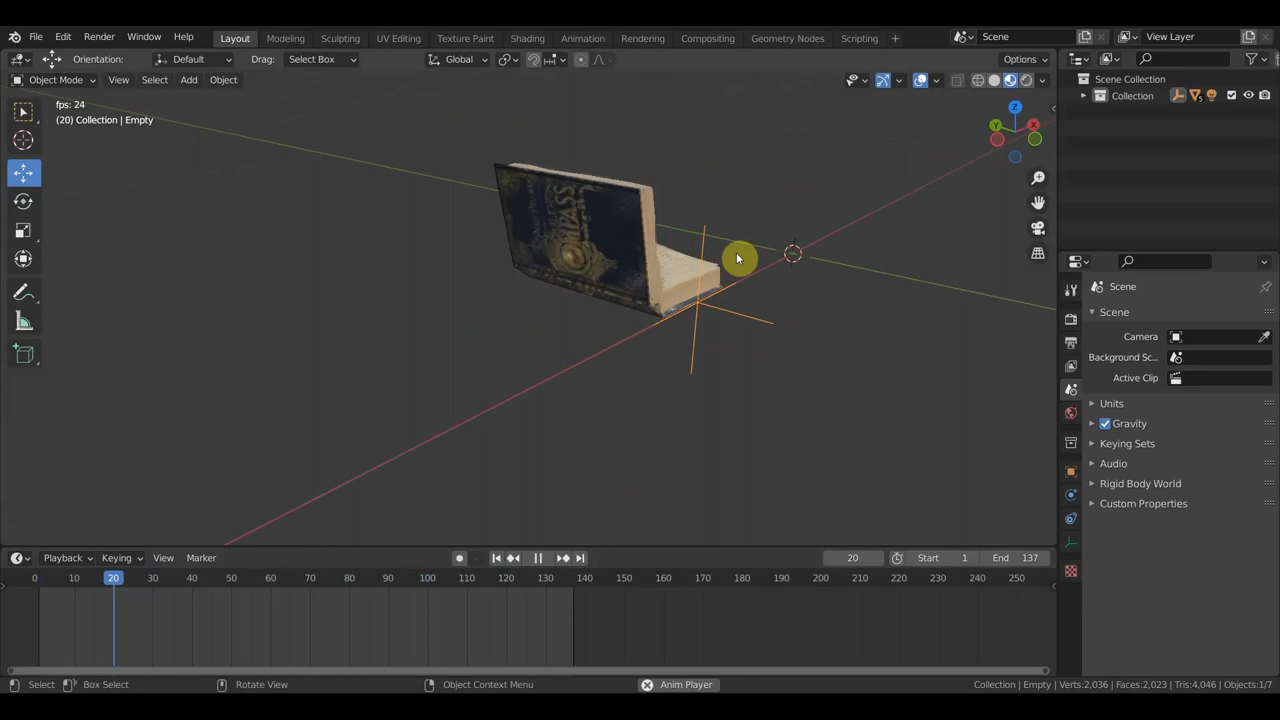 File Edit Render Window Help Layout Modeling Sculpting UV Editing Texture Paint Shading Animation Rendering Compositing Geometry Nodes Scripting + Scene View Layer
Orientation: Default Drag: Select Box Global Options
Object Mode View Select Add Object
fps: 24
(20) Collection | Empty
Z
Y X
Scene Collection
Collection
5
Scene
Scene
Camera
Background Sc...
Active Clip
Units
Gravity
Keying Sets
Audio
Rigid Body World
Custom Properties
Playback Keying View Marker 20 Start 1 End 137
0 10 20 30 40 50 60 70 80 90 100 110 120 130 140 150 160 170 180 190 200 210 220 230 240 250
Select Box Select Rotate View Object Context Menu Anim Player Collection | Empty Verts:2,036 Faces:2,023 Tris:4,046 Objects:1/7